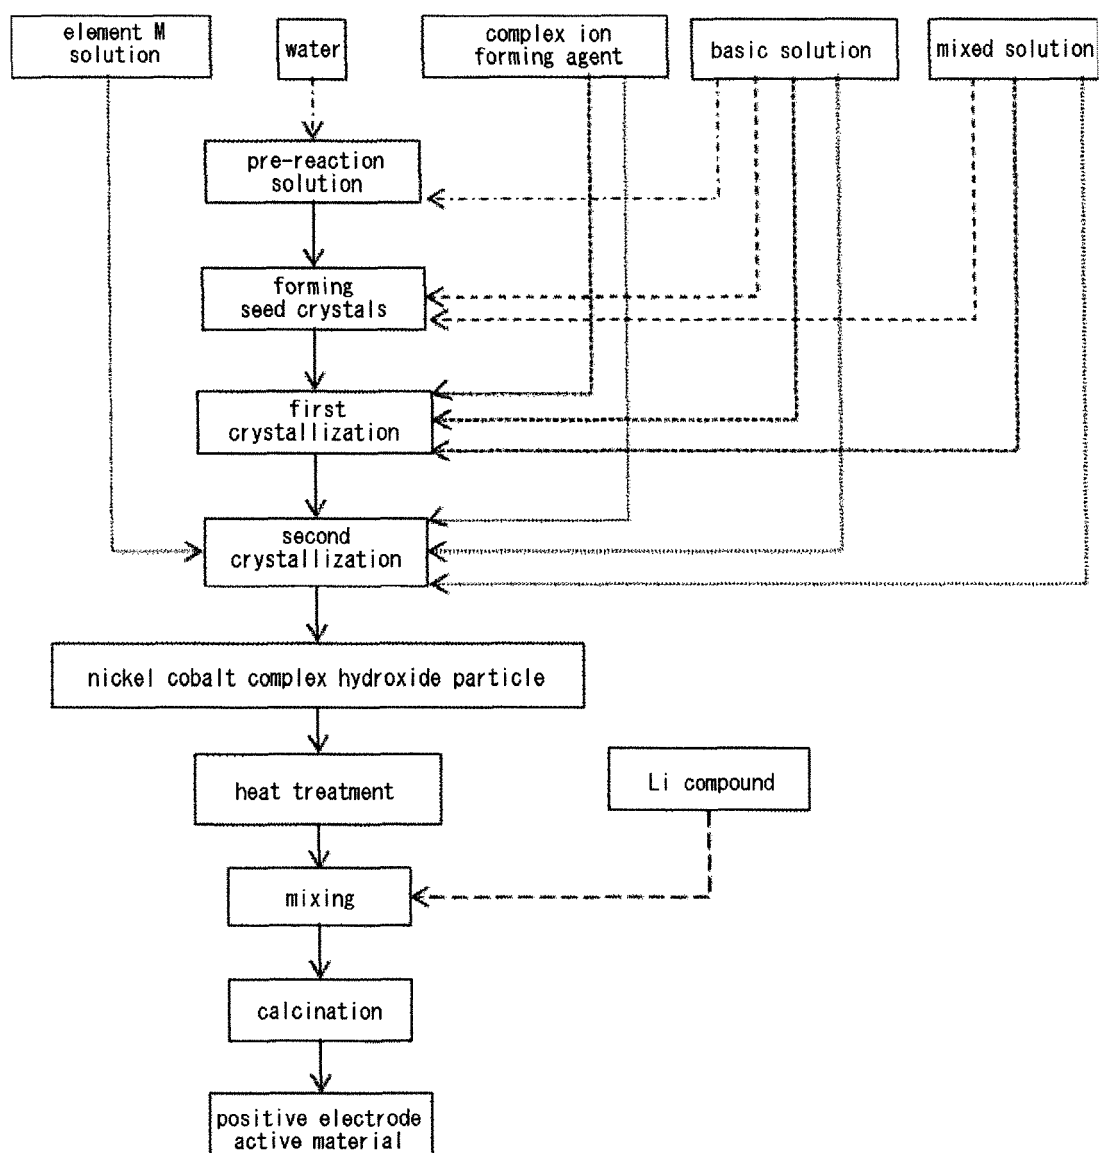 element M
solution
water
complex ion
forming agent
basic solution
mixed solution
pre-reaction
solution
forming
seed crystals
first
crystallization
second
crystallization
nickel cobalt complex hydroxide particle
heat treatment
Li compound
mixing
calcination
positive electrode
active material